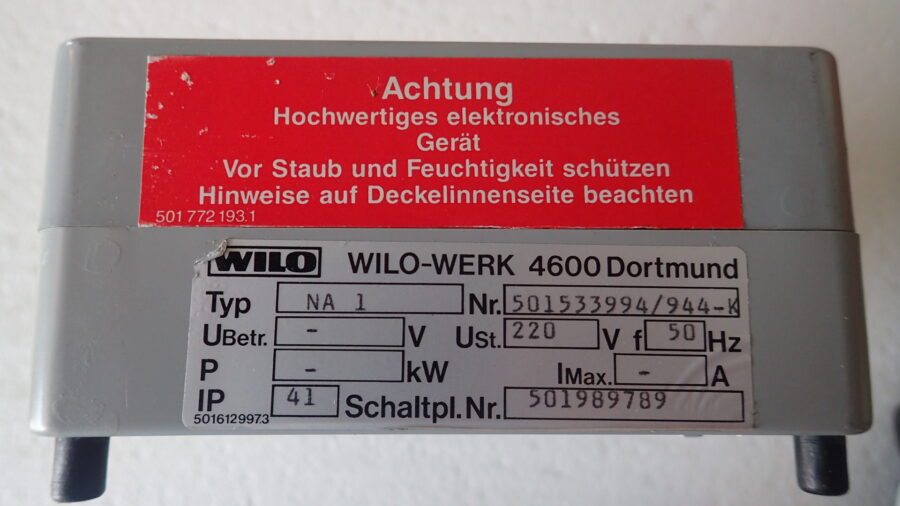 Achtung
Hochwertiges elektronisches
Gerät
Vor Staub und Feuchtigkeit schützen
Hinweise auf Deckelinnenseite beachten
501 772 193.1
WILO WILO-WERK 4600 Dortmund
Typ NA 1 Nr. 501533994/944-K
UBetr. - V USt. 220 V f 50 Hz
P - kW IMax. - A
IP 41 Schaltpl.Nr. 501989789
501612997.3